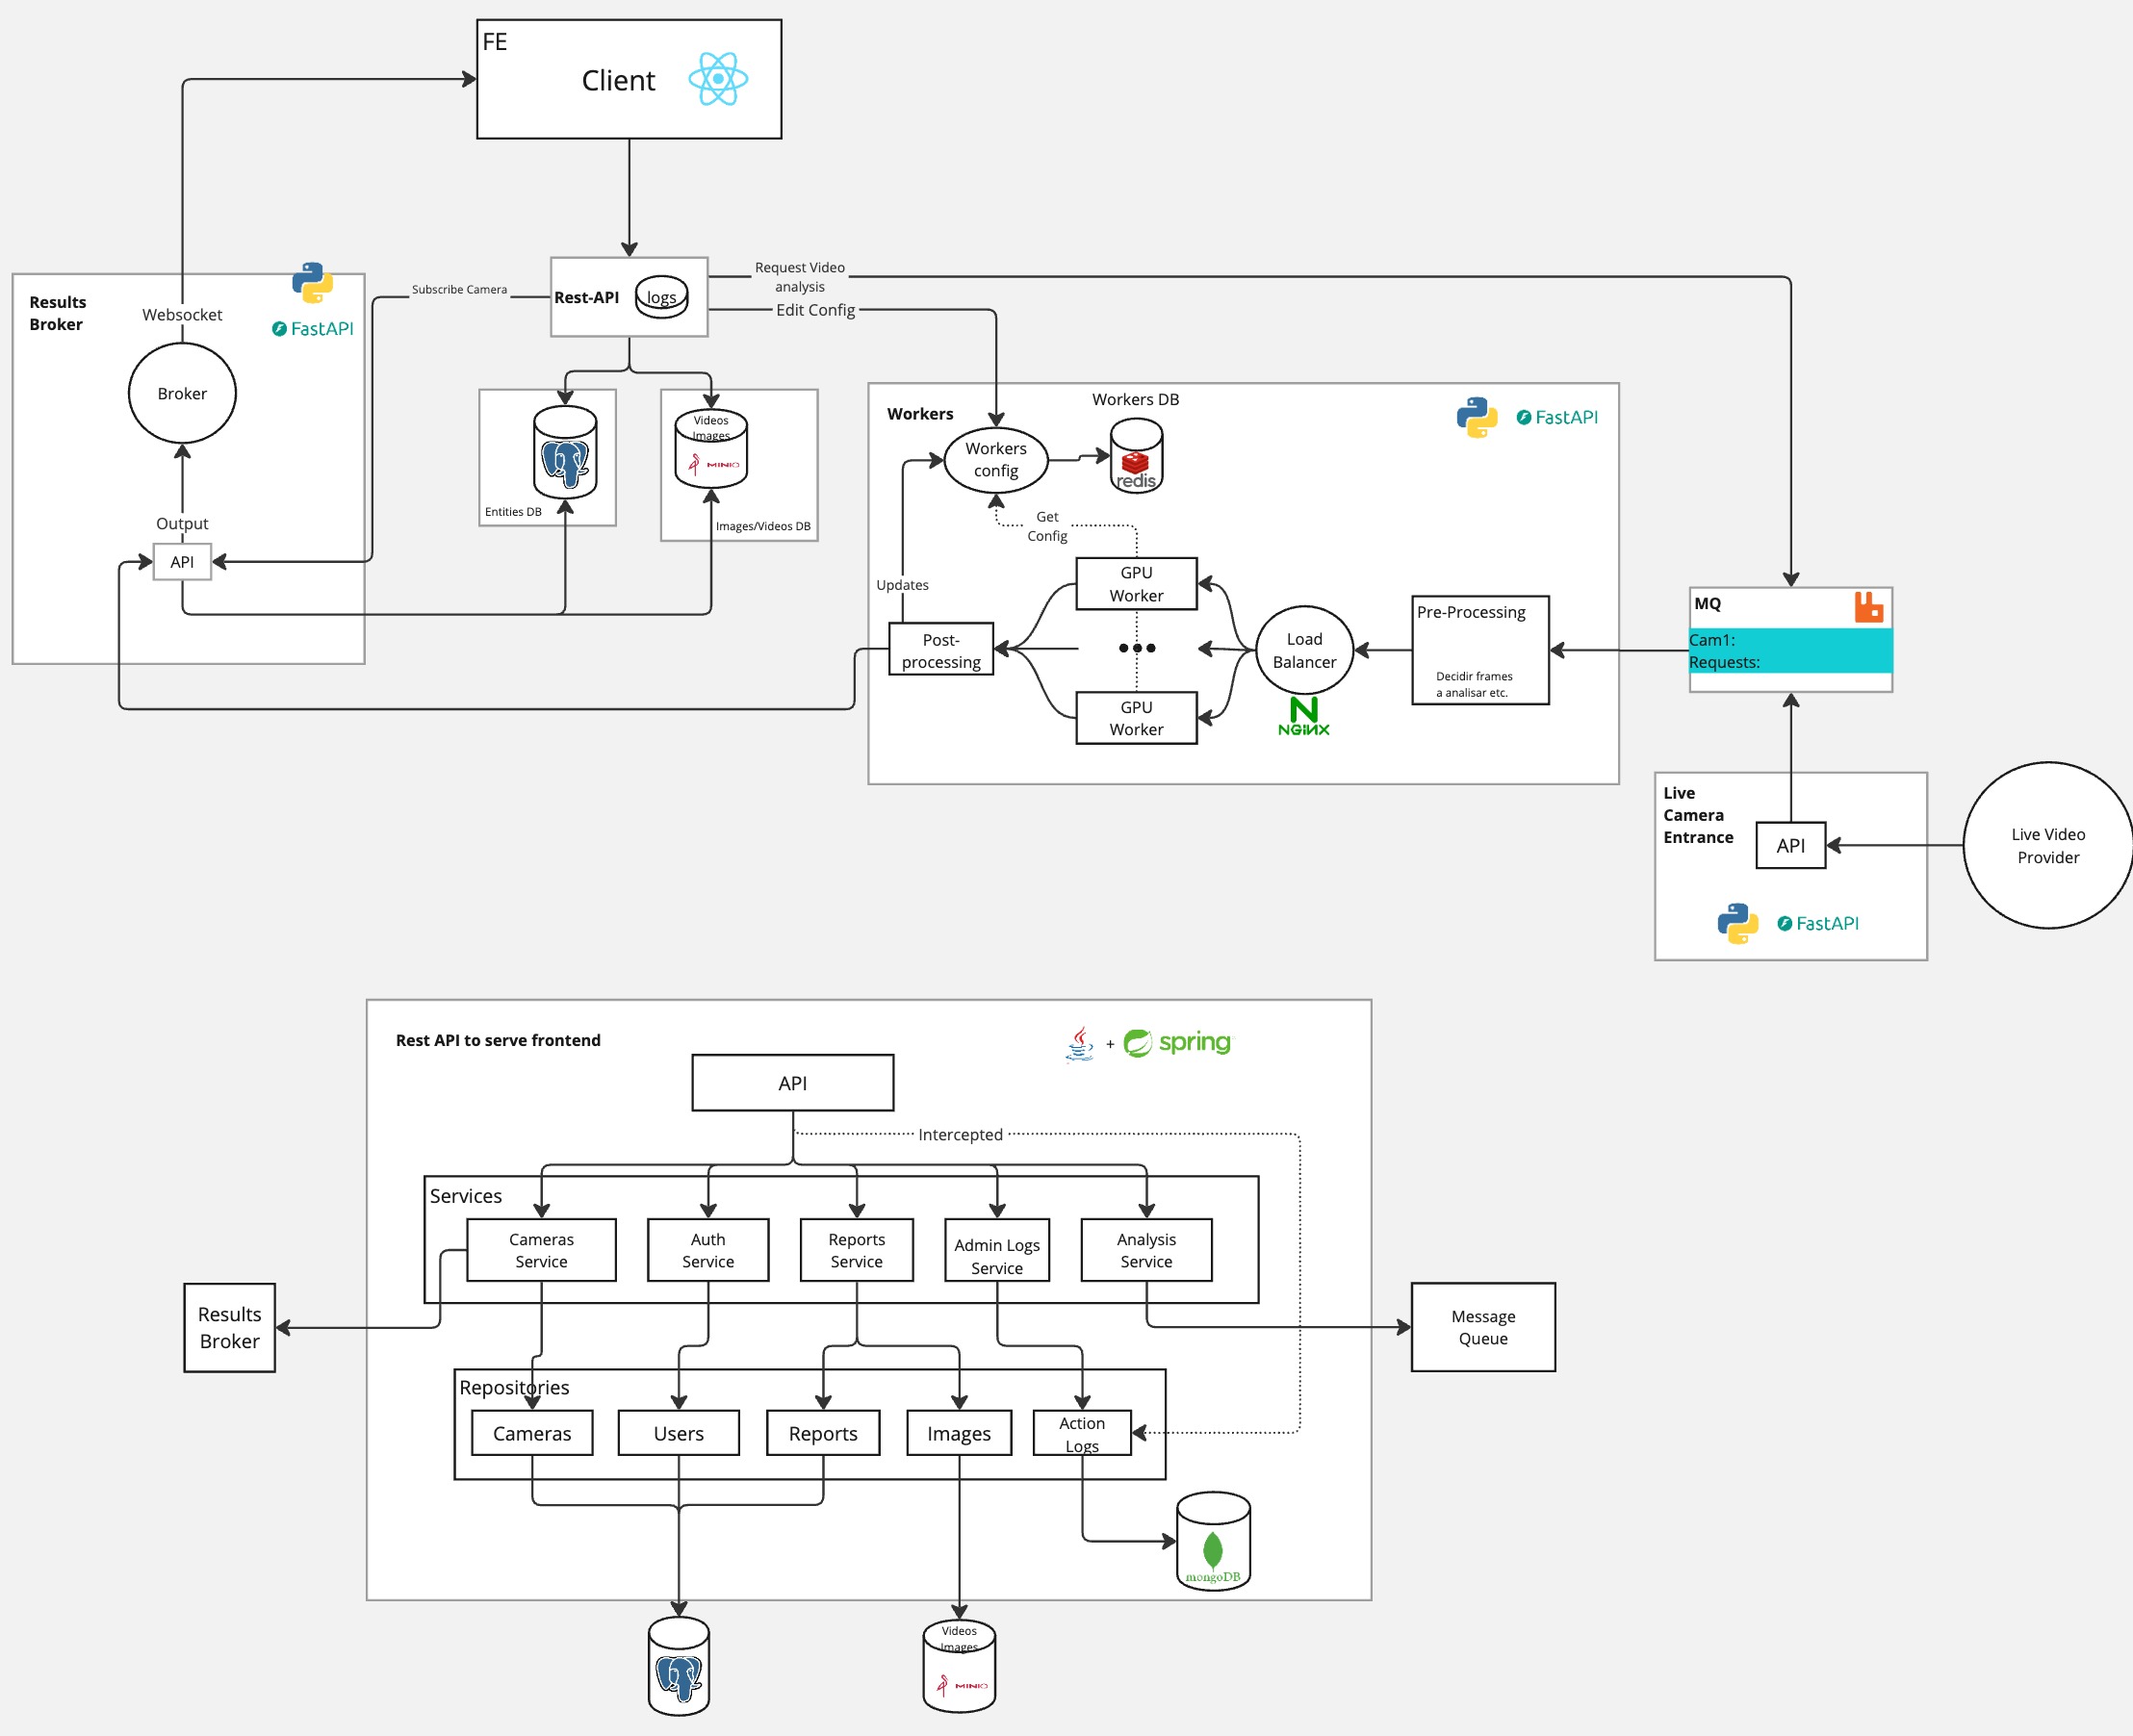 FE
Client
Results
Broker
Websocket
FastAPI
Broker
Output
API
Subscribe Camera
Rest-API
logs
Request Video
analysis
Edit Config
Entities DB
Videos
Images
MINIO
Images/Videos DB
Workers
Workers DB
FastAPI
Workers
config
redis
Get
Config
Updates
GPU
Worker
Post-
processing
GPU
Worker
Load
Balancer
NGINX
Pre-Processing
Decidir frames
a analisar etc.
MQ
Cam1:
Requests:
Live
Camera
Entrance
API
FastAPI
Live Video
Provider
Rest API to serve frontend
+
spring
API
Intercepted
Services
Cameras
Service
Auth
Service
Reports
Service
Admin Logs
Service
Analysis
Service
Results
Broker
Message
Queue
Repositories
Cameras
Users
Reports
Images
Action
Logs
mongoDB
Videos
Images
MINIO